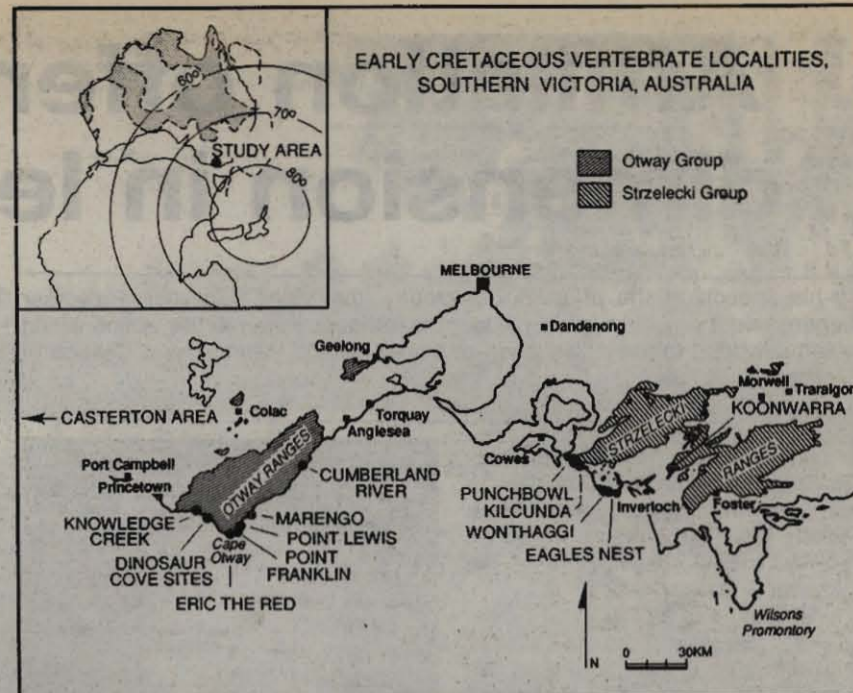 EARLY CRETACEOUS VERTEBRATE LOCALITIES,
SOUTHERN VICTORIA, AUSTRALIA
60º
70º
STUDY AREA
80º
Otway Group
Strzelecki Group
MELBOURNE
Dandenong
Geelong
Morwell
Traralgon
CASTERTON AREA
Colac
Torquay
Anglesea
KOONWARRA
STRZELECKI
RANGES
OTWAY RANGES
Cowes
Port Campbell
Princetown
CUMBERLAND
RIVER
PUNCHBOWL
KILCUNDA
WONTHAGGI
Inverloch
Foster
EAGLES NEST
KNOWLEDGE
CREEK
MARENGO
POINT LEWIS
Cape
Otway
POINT
FRANKLIN
DINOSAUR
COVE SITES
ERIC THE RED
Wilsons
Promontory
N
0 30KM